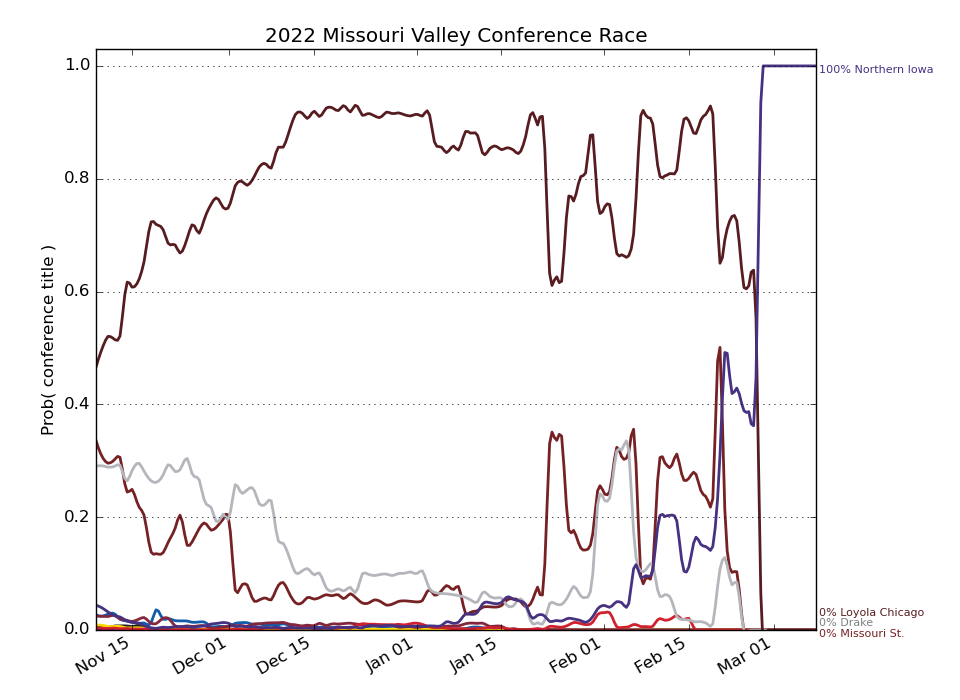 2022 Missouri Valley Conference Race
1.0
100% Northern Iowa
0.8
0.6
Prob( conference title )
0.4
0.2
0% Loyola Chicago
0% Drake
0.0
0% Missouri St.
Nov 15
Dec 01
Dec 15
Jan 01
Jan 15
Feb 01
Feb 15
Mar 01